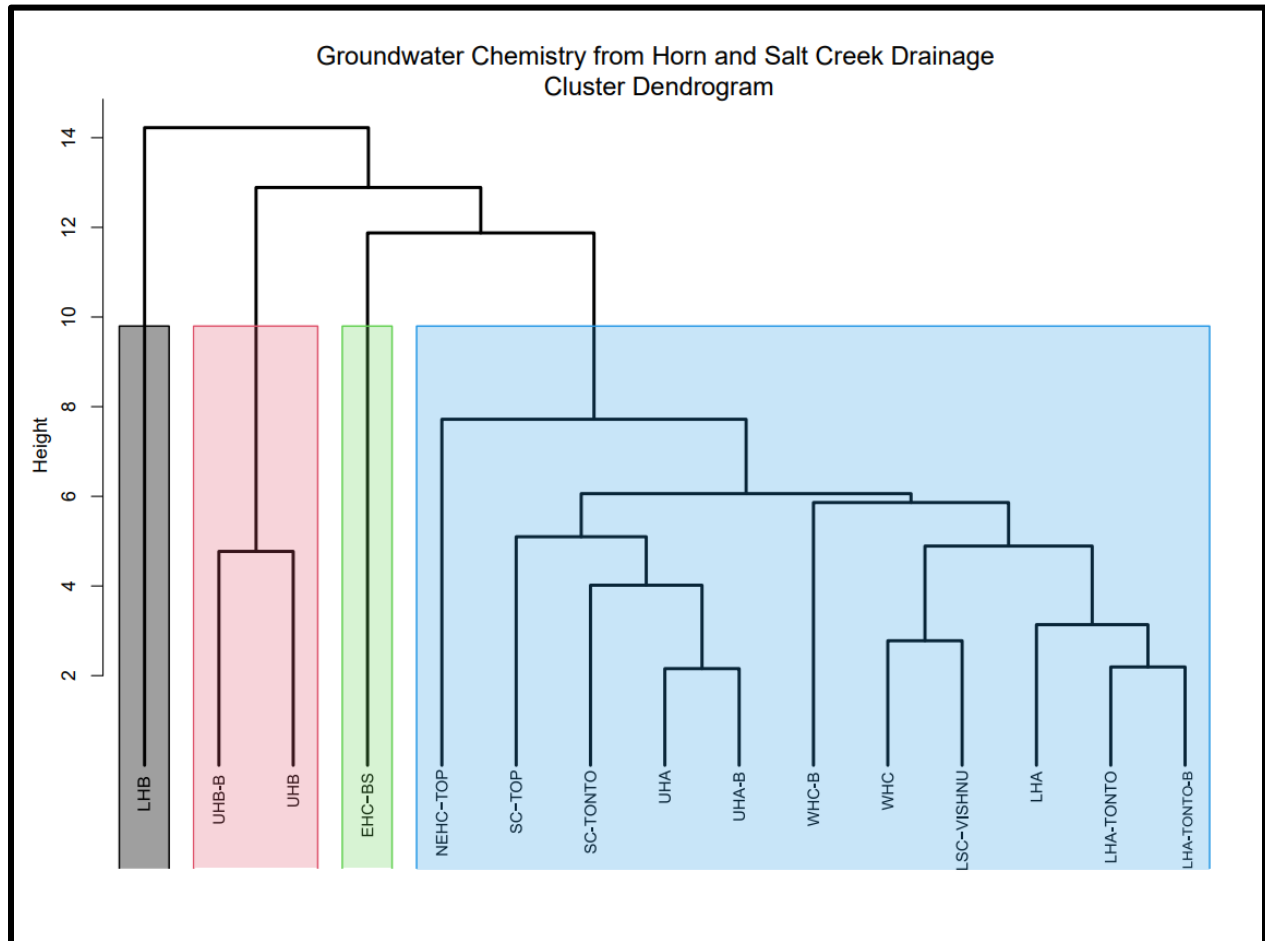 Groundwater Chemistry from Horn and Salt Creek Drainage
Cluster Dendrogram
Height
14
12
10
8
6
4
2
LHB
UHB-B
UHB
EHC−BS
NEHC−TOP
SC−TOP
SC-TONTO
UHA
UHA-B
WHC-B
WHC
LSC−VISHNU
LHA
LHA-TONTO
LHA-TONTO-B